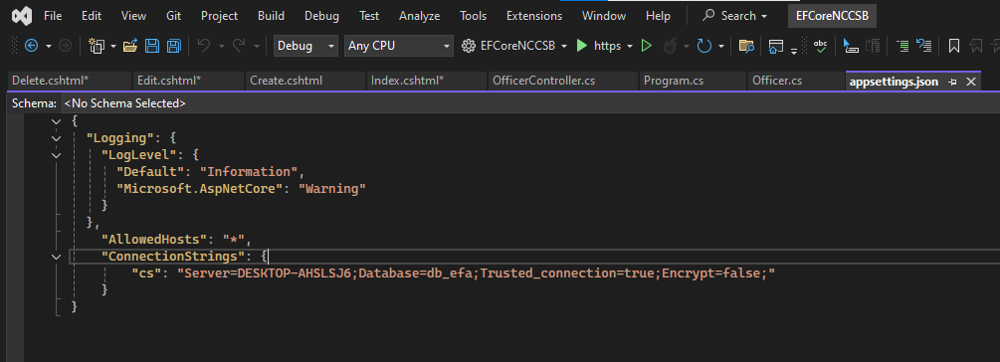 File Edit View Git Project Build Debug Test Analyze Tools Extensions Window Help Search EFCoreNCCSB
Debug Any CPU EFCoreNCCSB https
Delete.cshtml* Edit.cshtml* Create.cshtml Index.cshtml* OfficerController.cs Program.cs Officer.cs appsettings.json
Schema: <No Schema Selected>
{
"Logging": {
"LogLevel": {
"Default": "Information",
"Microsoft.AspNetCore": "Warning"
}
},
"AllowedHosts": "*",
"ConnectionStrings": {
"cs": "Server=DESKTOP-AHSLSJ6;Database=db_efa;Trusted_connection=true;Encrypt=false;"
}
}